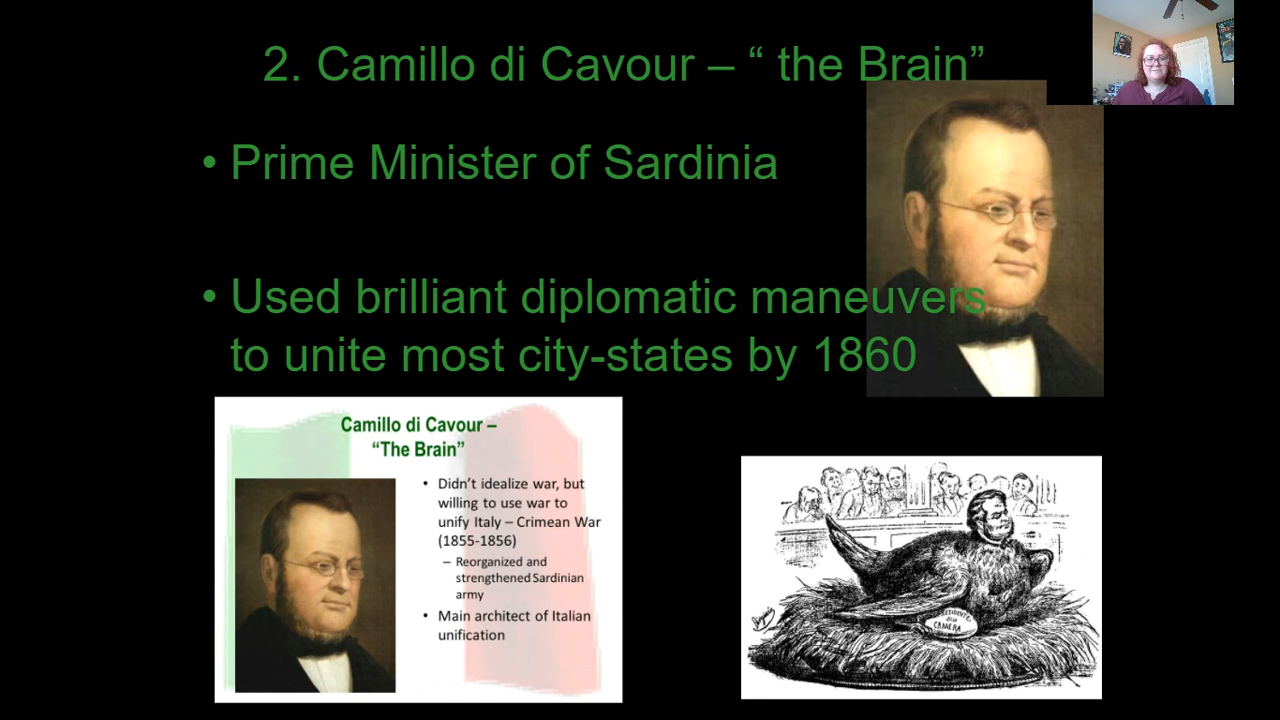 2. Camillo di Cavour – “ the Brain”
• Prime Minister of Sardinia
• Used brilliant diplomatic maneuvers
to unite most city-states by 1860
Camillo di Cavour –
“The Brain”
• Didn’t idealize war, but
willing to use war to
unify Italy – Crimean War
(1855-1856)
– Reorganized and
strengthened Sardinian
army
• Main architect of Italian
unification
CAMERA